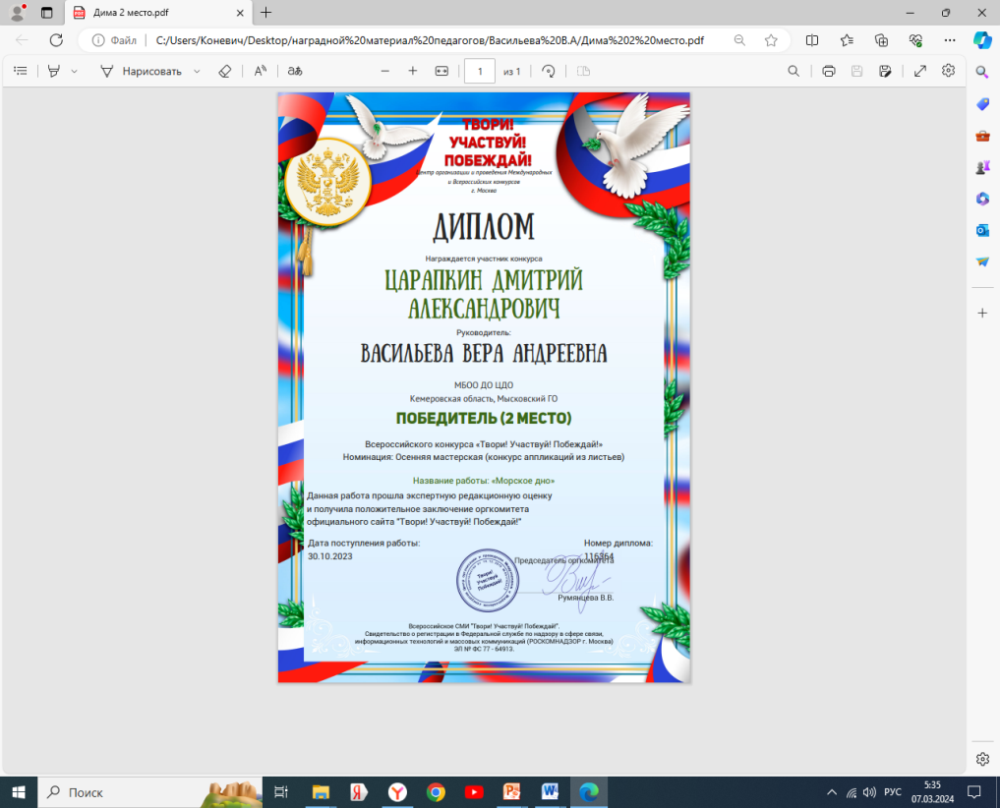 Дима 2 место.pdf
Файл
C:/Users/Коневич/Desktop/наградной%20материал%20педагогов/Васильева%20В.А/Дима%202%20место.pdf
Нарисовать
аあ
1 из 1
ТВОРИ!
УЧАСТВУЙ!
ПОБЕЖДАЙ!
Центр организации и проведения Международных
и Всероссийских конкурсов
г. Москва
ДИПЛОМ
Награждается участник конкурса
ЦАРАПКИН ДМИТРИЙ
АЛЕКСАНДРОВИЧ
Руководитель:
ВАСИЛЬЕВА ВЕРА АНДРЕЕВНА
МБОО ДО ЦДО
Кемеровская область, Мысковский ГО
ПОБЕДИТЕЛЬ (2 МЕСТО)
Всероссийского конкурса «Твори! Участвуй! Побеждай!»
Номинация: Осенняя мастерская (конкурс аппликаций из листьев)
Название работы: «Морское дно»
Данная работа прошла экспертную редакционную оценку
и получила положительное заключение оргкомитета
официального сайта "Твори! Участвуй! Побеждай!"
Дата поступления работы:
30.10.2023
Номер диплома:
116364
Председатель оргкомитета
Твори!
Участвуй
Побеждай!
Румянцева В.В.
Всероссийское СМИ "Твори! Участвуй! Побеждай!".
Свидетельство о регистрации в Федеральной службе по надзору в сфере связи,
информационных технологий и массовых коммуникаций (РОСКОМНАДЗОР г. Москва)
ЭЛ № ФС 77 - 64913.
Поиск
РУС
5:35
07.03.2024